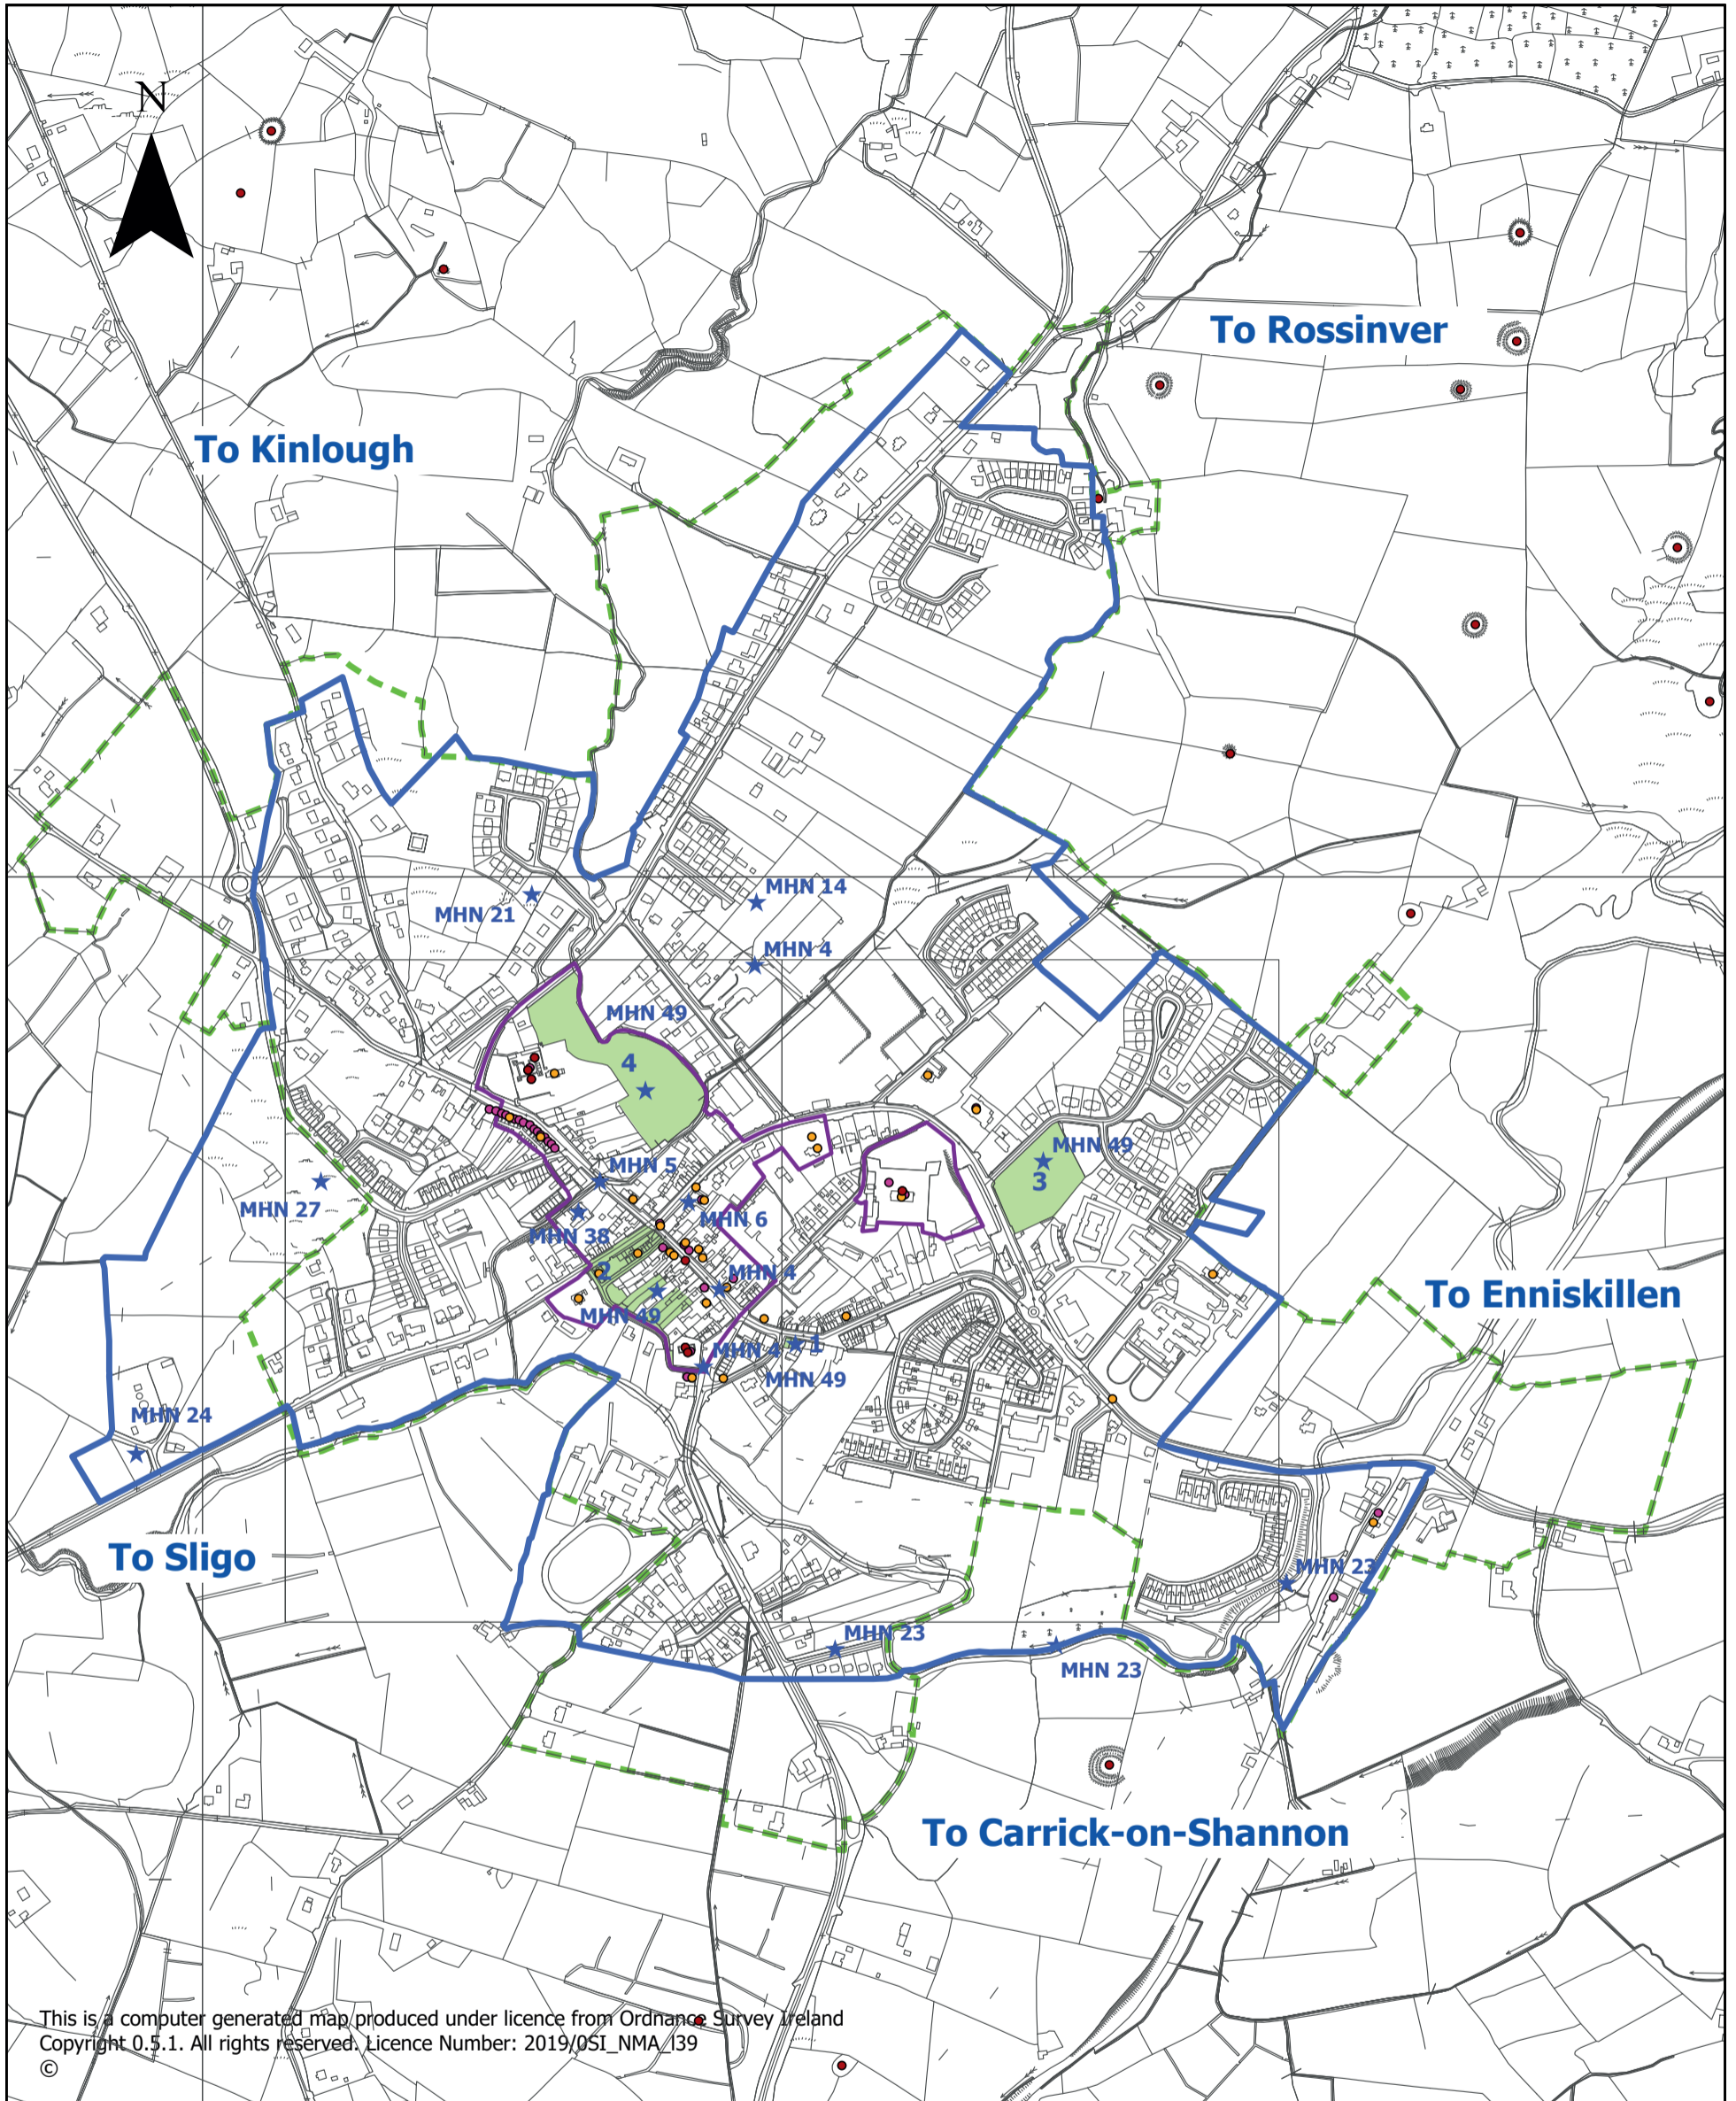 N
To Rossinver
To Kinlough
MHN 14
MHN 21
MHN 4
MHN 49
4
MHN 49
3
MHN 5
MHN 27
MHN 6
MHN 38
2
MHN 4
To Enniskillen
MHN 49
1
MHN 4
MHN 49
MHN 24
To Sligo
MHN 23
MHN 23
MHN 23
To Carrick-on-Shannon
This is a computer generated map produced under licence from Ordnance Survey Ireland
Copyright 0.5.1. All rights reserved. Licence Number: 2019/0SI_NMA_l39
©